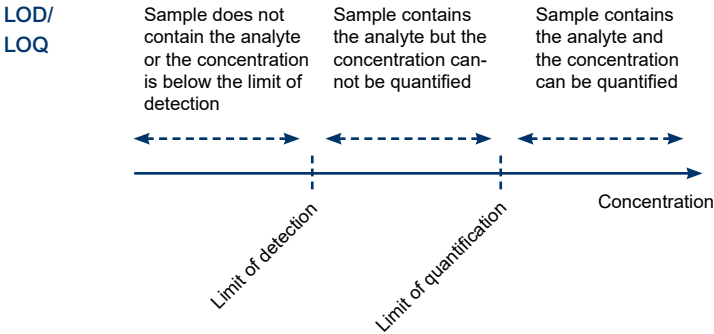 LOD/
LOQ
Sample does not
contain the analyte
or the concentration
is below the limit of
detection
Sample contains
the analyte but the
concentration can-
not be quantified
Sample contains
the analyte and
the concentration
can be quantified
Concentration
Limit of detection
Limit of quantification